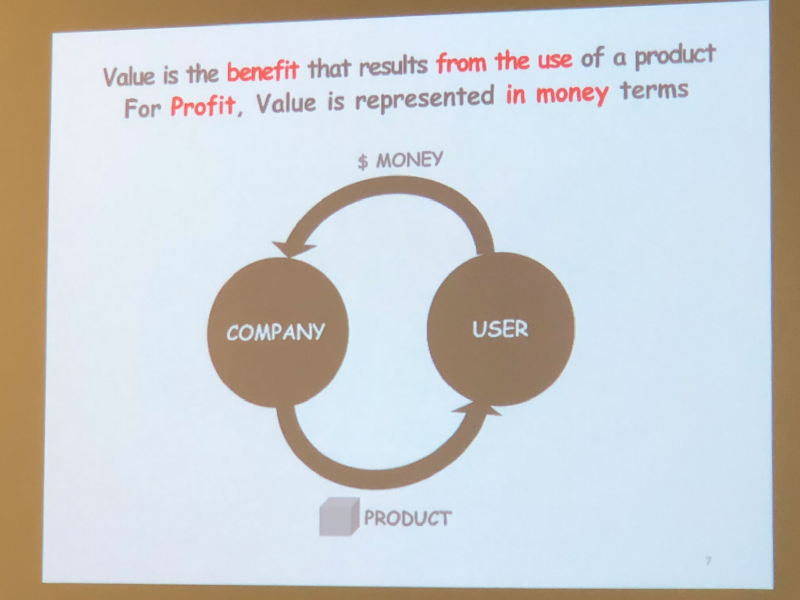 Value is the benefit that results from the use of a product
For Profit, Value is represented in money terms
$ MONEY
COMPANY
USER
PRODUCT
7